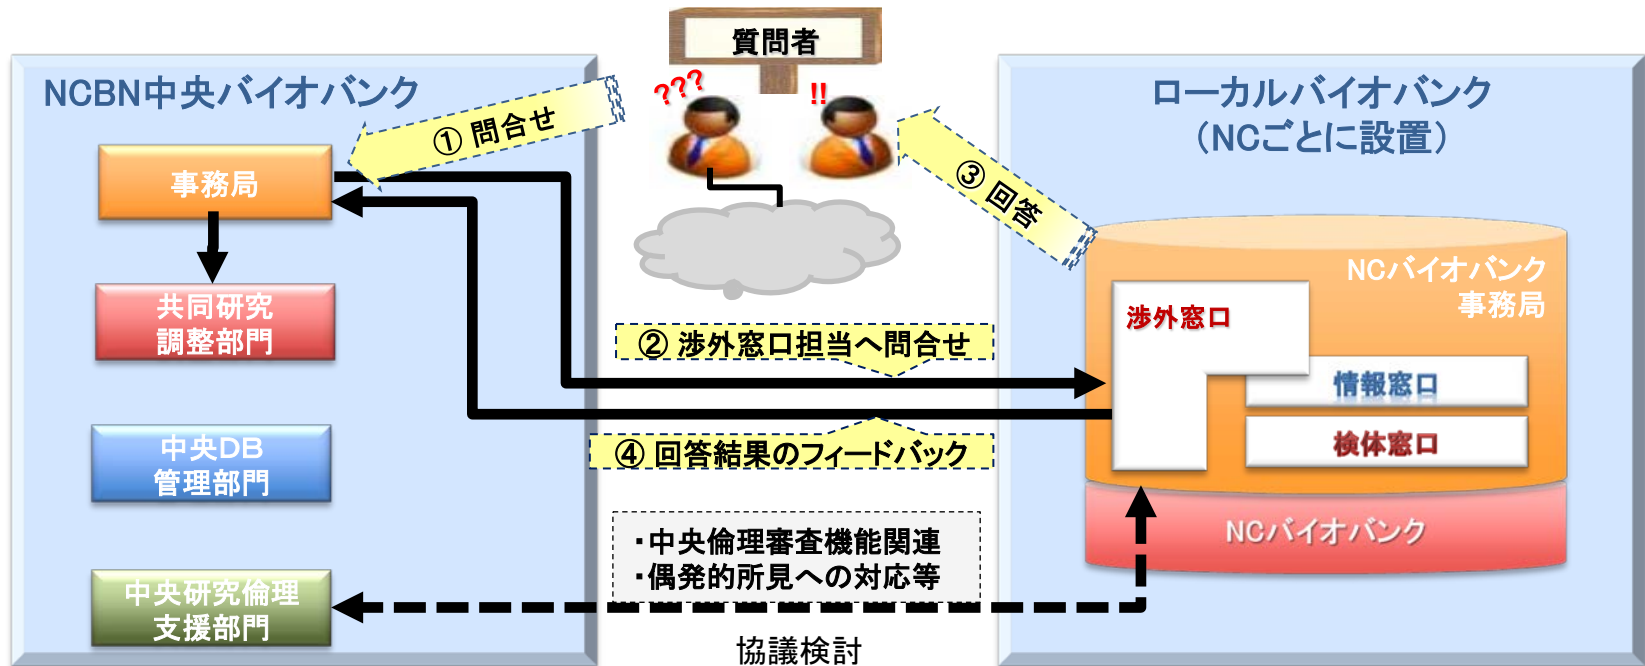 質問者
???
!!
NCBN中央バイオバンク
① 問合せ
事務局
共同研究
調整部門
中央DB
管理部門
中央研究倫理
支援部門
② 渉外窓口担当へ問合せ
④ 回答結果のフィードバック
・中央倫理審査機能関連
・偶発的所見への対応等
協議検討
③ 回答
ローカルバイオバンク
（NCごとに設置）
NCバイオバンク
事務局
渉外窓口
情報窓口
検体窓口
NCバイオバンク